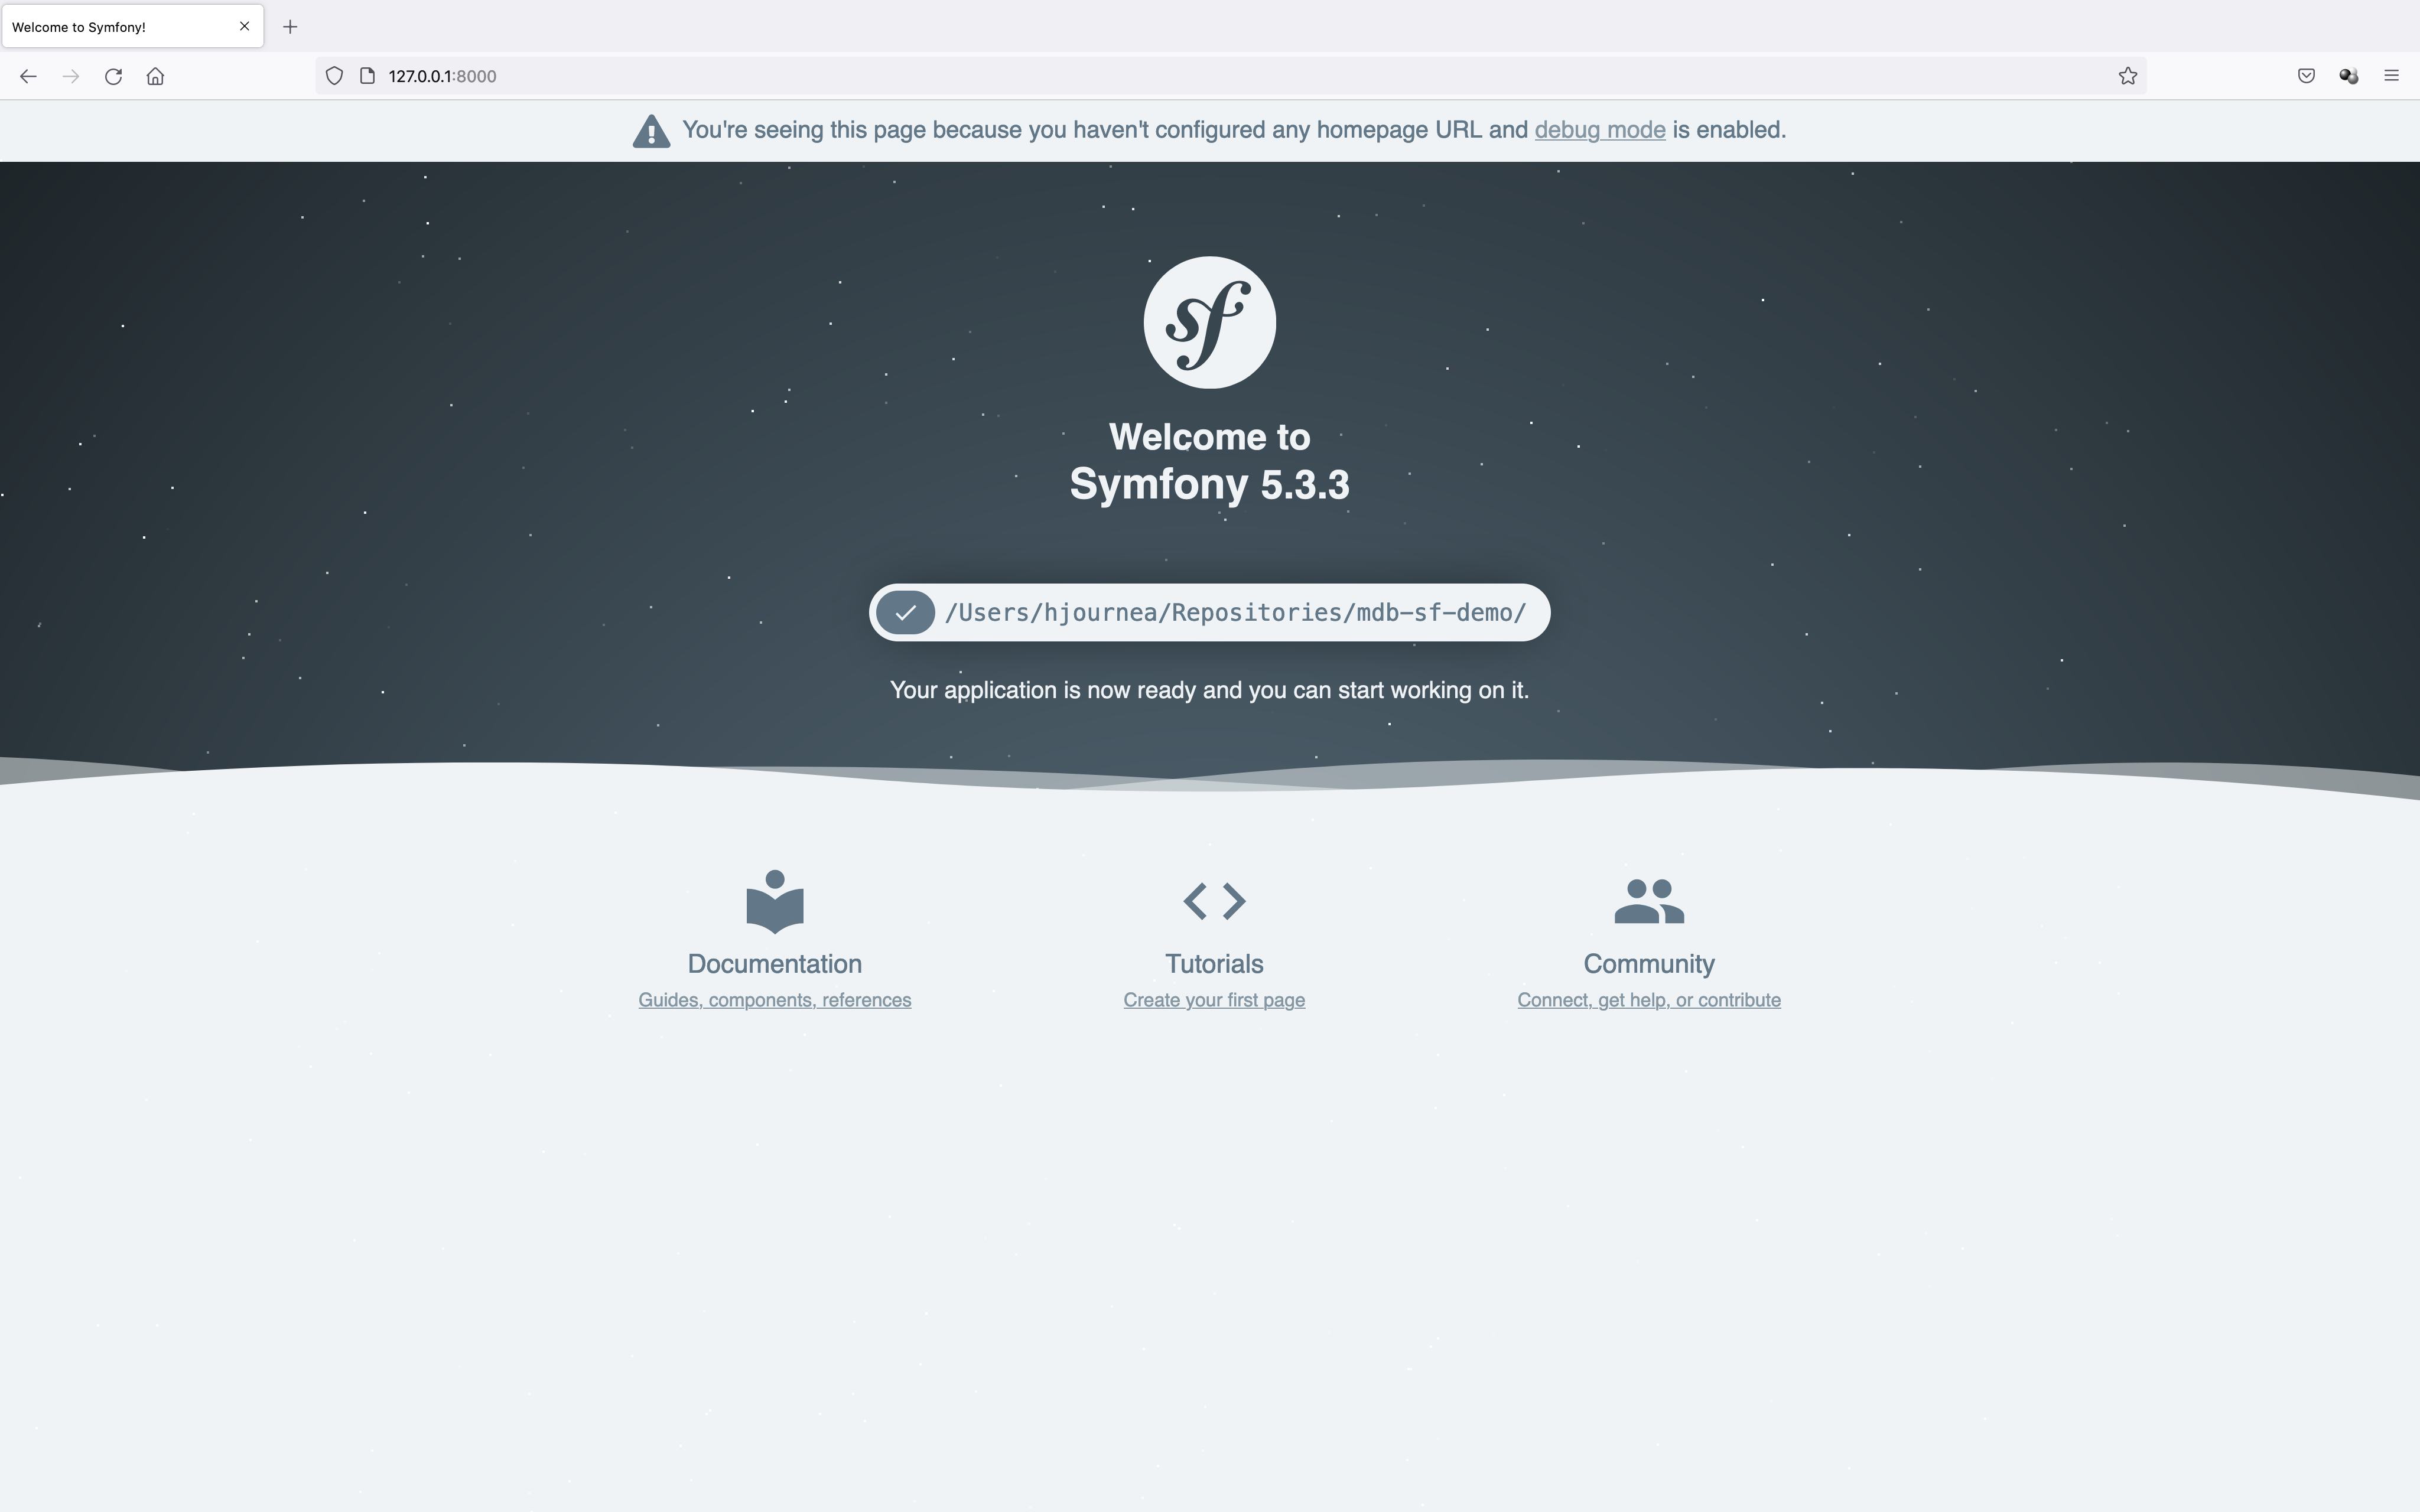 Welcome to Symfony!
127.0.0.1:8000
You're seeing this page because you haven't configured any homepage URL and debug mode is enabled.
sf
Welcome to
Symfony 5.3.3
/Users/hjournea/Repositories/mdb-sf-demo/
Your application is now ready and you can start working on it.
Documentation
Guides, components, references
Tutorials
Create your first page
Community
Connect, get help, or contribute